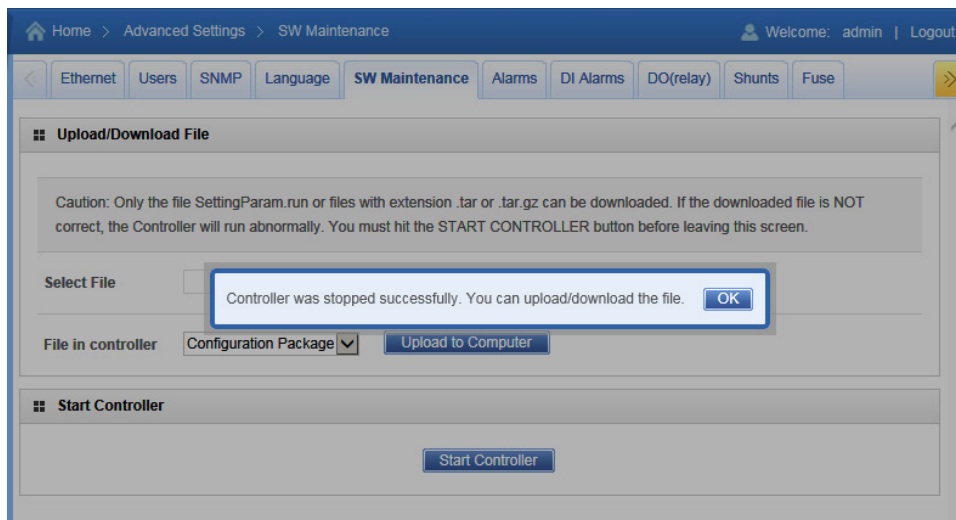 Home > Advanced Settings > SW Maintenance
Welcome: admin | Logout
Ethernet Users SNMP Language SW Maintenance Alarms DI Alarms DO(relay) Shunts Fuse
Upload/Download File
Caution: Only the file SettingParam.run or files with extension .tar or .tar.gz can be downloaded. If the downloaded file is NOT
correct, the Controller will run abnormally. You must hit the START CONTROLLER button before leaving this screen.
Select File
Controller was stopped successfully. You can upload/download the file. OK
File in controller Configuration Package Upload to Computer
Start Controller
Start Controller